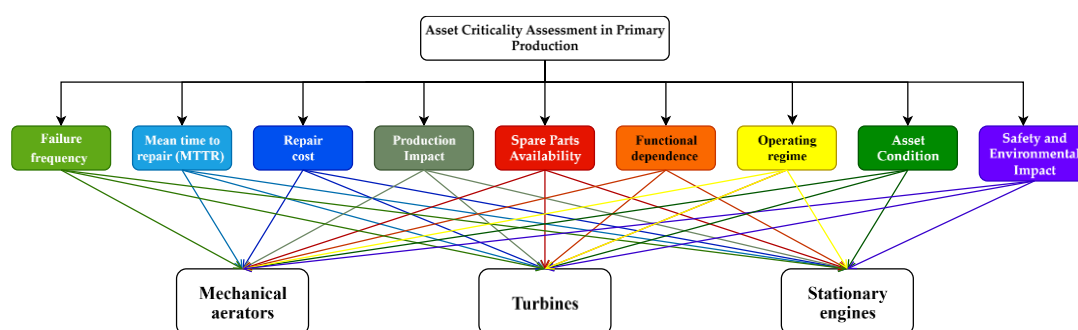 Asset Criticality Assessment in Primary
Production
Failure
frequency
Mean time to
repair (MTTR)
Repair
cost
Production
Impact
Spare Parts
Availability
Functional
dependence
Operating
regime
Asset
Condition
Safety and
Environmental
Impact
Mechanical
aerators
Turbines
Stationary
engines